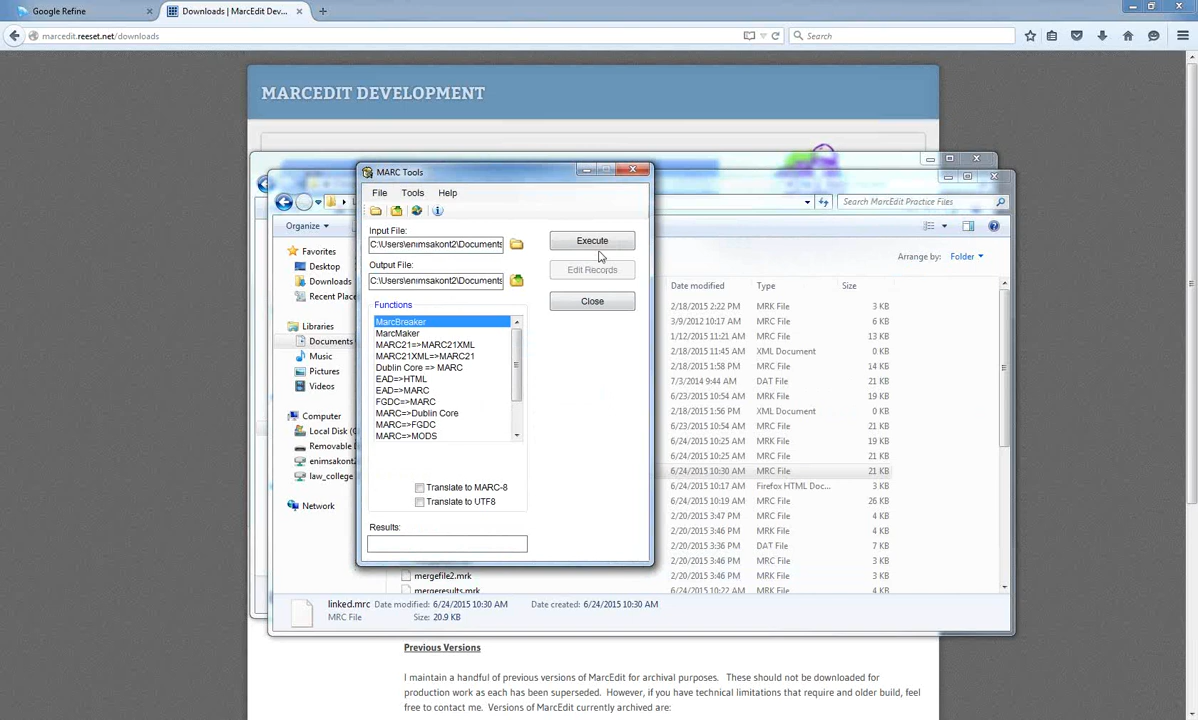 Google Refine
Downloads | MarcEdit Dev...
marcedit.reeset.net/downloads
Search
MARCEDIT DEVELOPMENT
MARC Tools
File Tools Help
Search MarcEdit Practice Files
Organize
Input File:
C:\Users\enimsakont2\Documents
Execute
Output File:
C:\Users\enimsakont2\Documents
Edit Records
Close
Functions
MarcBreaker
MarcMaker
MARC21=>MARC21XML
MARC21XML=>MARC21
Dublin Core => MARC
EAD=>HTML
EAD=>MARC
FGDC=>MARC
MARC=>Dublin Core
MARC=>FGDC
MARC=>MODS
Translate to MARC-8
Translate to UTF8
Results:
Favorites
Desktop
Downloads
Recent Place
Libraries
Documents
Music
Pictures
Videos
Computer
Local Disk (C
Removable
enimsakont2
law_college
Network
Arrange by: Folder
Date modified Type Size
2/18/2015 2:22 PM MRK File 3 KB
3/9/2012 10:17 AM MRC File 6 KB
1/12/2015 11:21 AM MRC File 13 KB
2/18/2015 11:45 AM XML Document 0 KB
2/18/2015 1:58 PM MRC File 14 KB
7/3/2014 9:44 AM DAT File 4 KB
6/23/2015 10:54 AM MRK File 19 KB
2/18/2015 1:56 PM XML Document 0 KB
6/23/2015 10:54 AM MRC File 21 KB
6/24/2015 10:25 AM MRK File 19 KB
6/24/2015 10:25 AM MRC File 21 KB
6/24/2015 10:30 AM MRC File 21 KB
6/24/2015 10:17 AM Firefox HTML Doc... 3 KB
6/24/2015 10:19 AM MRC File 26 KB
2/20/2015 3:47 PM MRC File 4 KB
2/20/2015 3:46 PM MRC File 4 KB
2/20/2015 3:36 PM DAT File 7 KB
2/20/2015 3:46 PM MRC File 4 KB
mergefile2.mrk 2/20/2015 3:46 PM MRK File 4 KB
mergeresults.mrk 6/24/2015 10:22 AM MRK File 4 KB
linked.mrc Date modified: 6/24/2015 10:30 AM Date created: 6/24/2015 10:30 AM
MRC File Size: 20.9 KB
Previous Versions
I maintain a handful of previous versions of MarcEdit for archival purposes. These should not be downloaded for
production work as each has been superseded. However, if you have technical limitations that require and older build, feel
free to contact me. Versions of MarcEdit currently archived are: